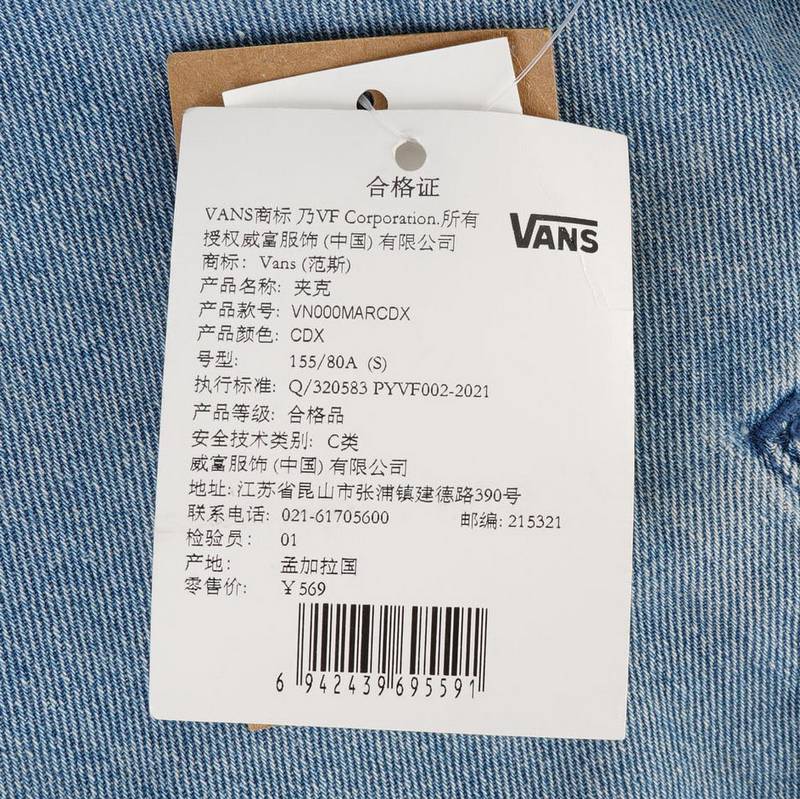 合格证
VANS商标 乃VF Corporation.所有
授权威富服饰 (中国) 有限公司
VANS
商标: Vans (范斯)
产品名称: 夹克
产品款号: VN000MARCDX
产品颜色: CDX
号型: 155/80A (S)
执行标准: Q/320583 PYVF002-2021
产品等级: 合格品
安全技术类别: C类
威富服饰 (中国) 有限公司
地址: 江苏省昆山市张浦镇建德路390号
联系电话: 021-61705600 邮编: 215321
检验员: 01
产地: 孟加拉国
零售价: ¥569
6 942439 695591